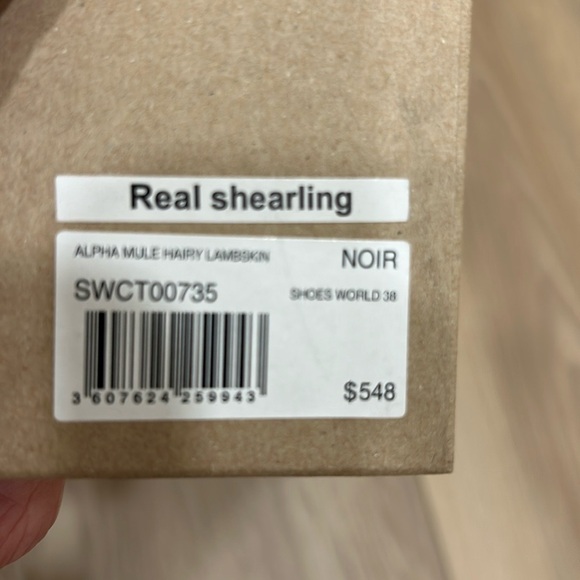 Real shearling
ALPHA MULE HAIRY LAMBSKIN
NOIR
SWCT00735
SHOES WORLD 38
3 607624 259943
$548